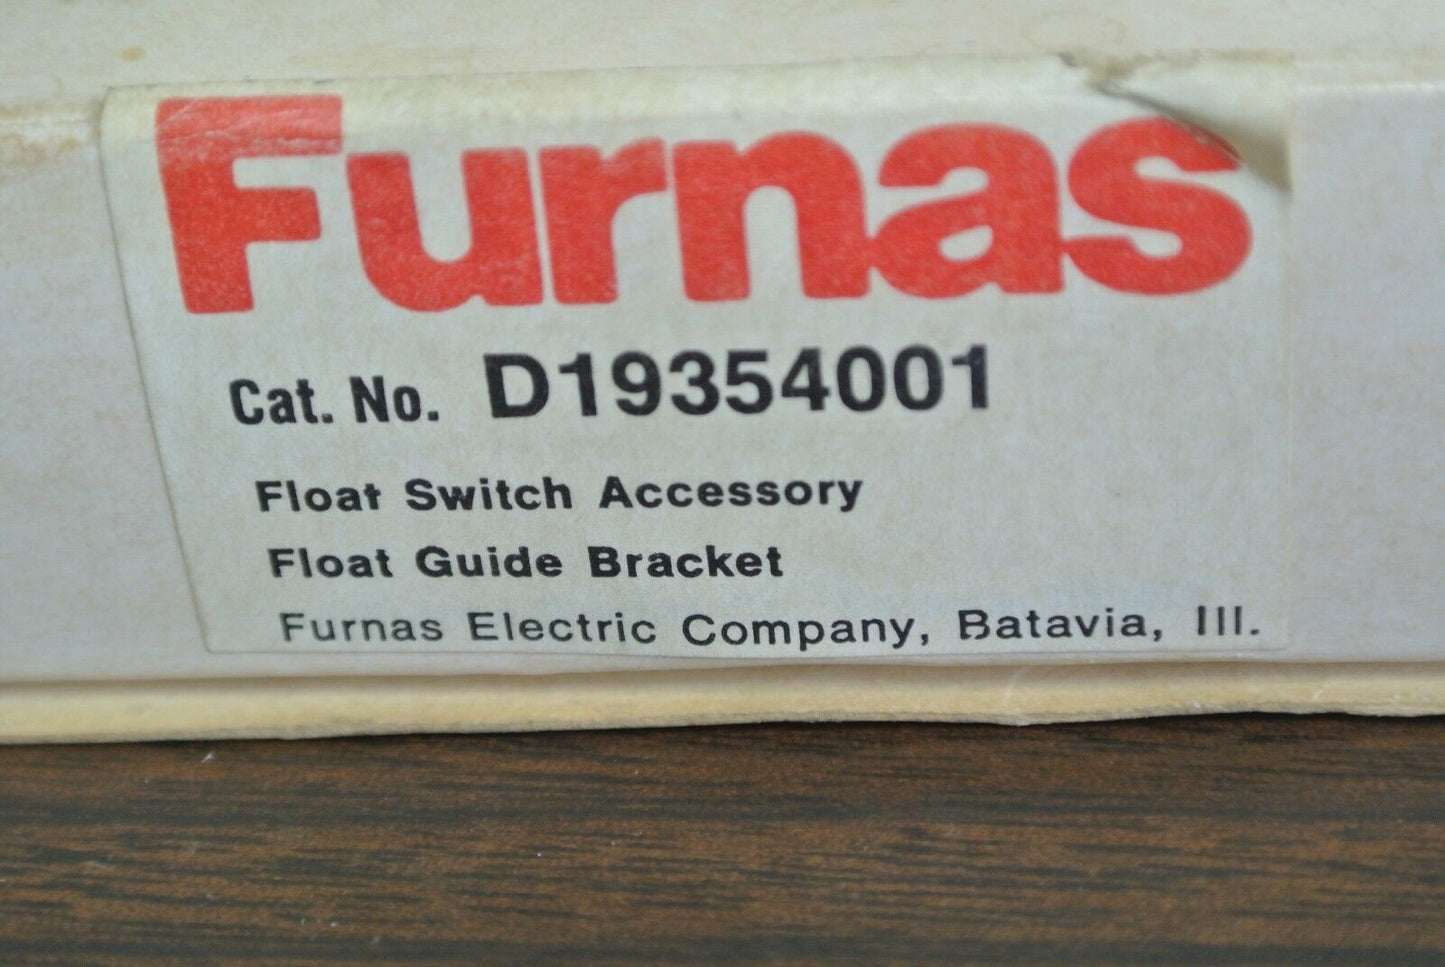 Furnas
Cat. No. D19354001
Float Switch Accessory
Float Guide Bracket
Furnas Electric Company, Batavia, Ill.